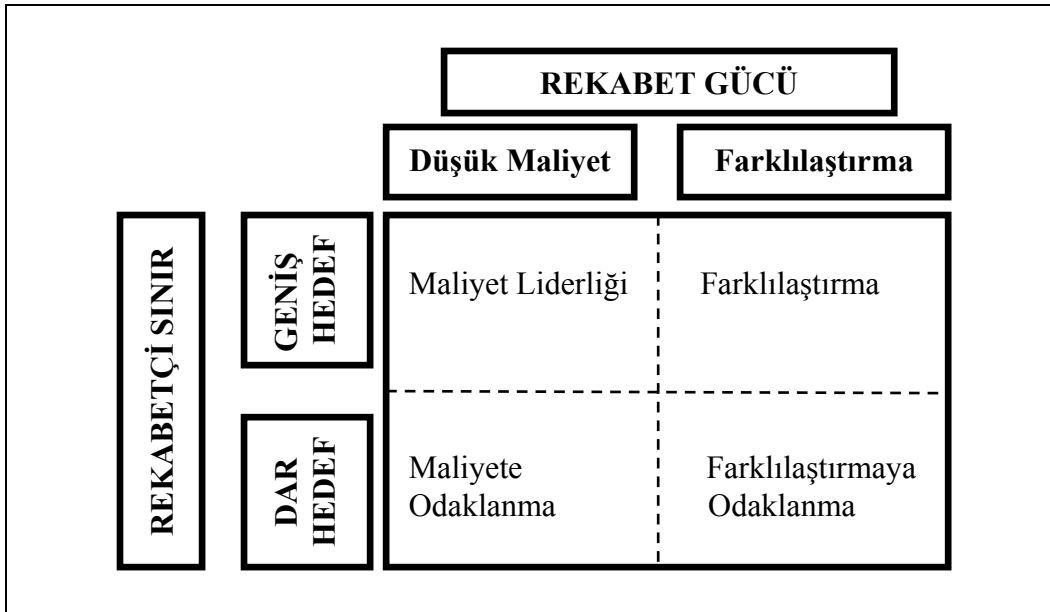 REKABET GÜCÜ
Düşük Maliyet
Farklılaştırma
REKABETÇİ SINIR
GENİŞ
HEDEF
Maliyet Liderliği
Farklılaştırma
DAR
HEDEF
Maliyete
Odaklanma
Farklılaştırmaya
Odaklanma